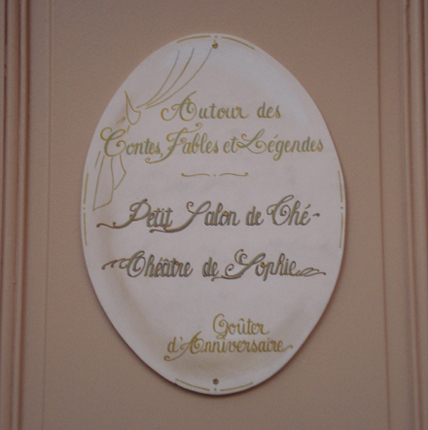 Autour des
Contes, Fables et Légendes
Petit Salon de Thé
Théâtre de Sophie
Goûter
d'Anniversaire